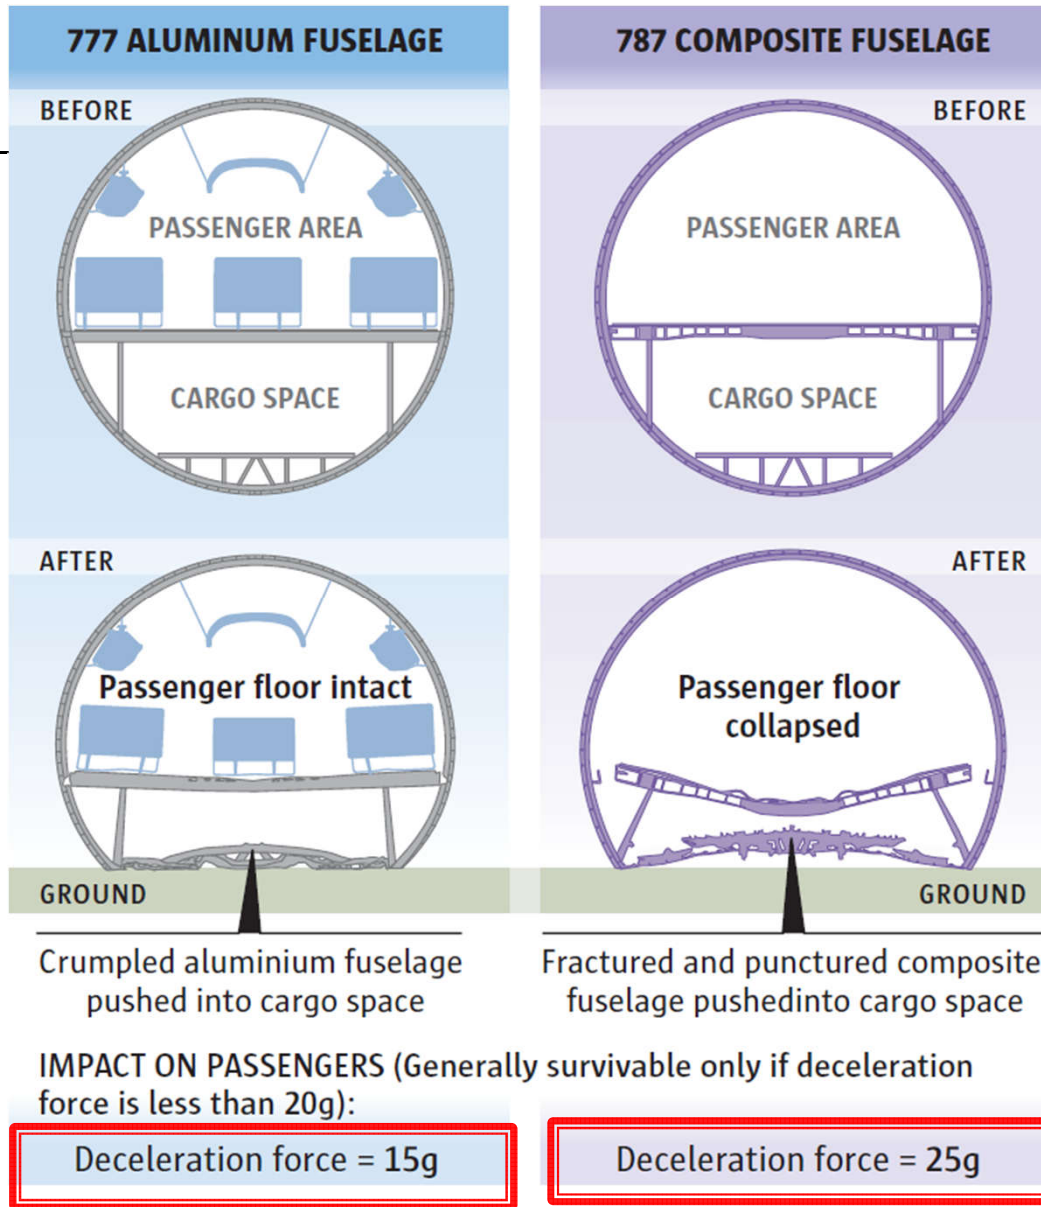 777 ALUMINUM FUSELAGE
BEFORE
PASSENGER AREA
CARGO SPACE
AFTER
Passenger floor intact
GROUND
Crumpled aluminium fuselage
pushed into cargo space
787 COMPOSITE FUSELAGE
BEFORE
PASSENGER AREA
CARGO SPACE
AFTER
Passenger floor
collapsed
GROUND
Fractured and punctured composite
fuselage pushedinto cargo space
IMPACT ON PASSENGERS (Generally survivable only if deceleration
force is less than 20g):
Deceleration force = 15g
Deceleration force = 25g